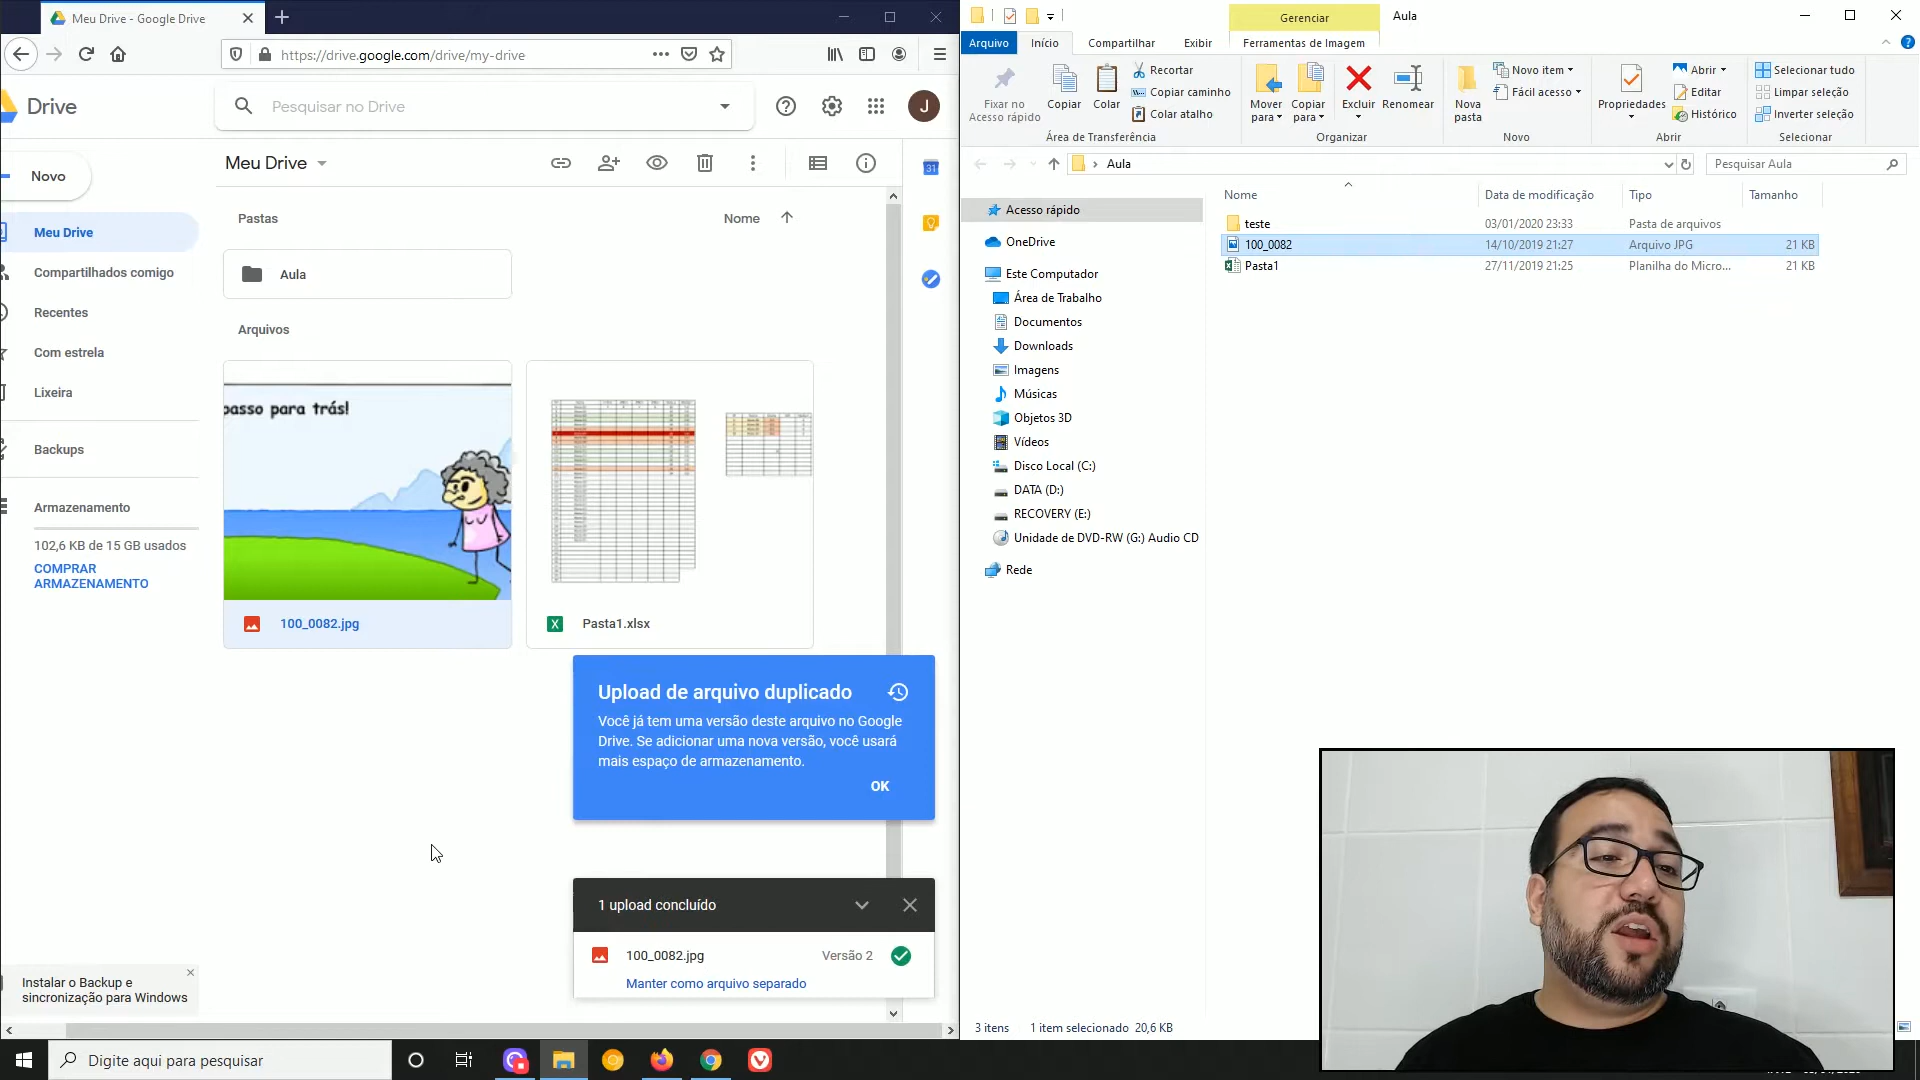 Meu Drive - Google Drive
https://drive.google.com/drive/my-drive
Drive
Pesquisar no Drive
J
Novo
Meu Drive
Compartilhados comigo
Recentes
Com estrela
Lixeira
Backups
Armazenamento
102,6 KB de 15 GB usados
COMPRAR
ARMAZENAMENTO
Instalar o Backup e
sincronização para Windows
Meu Drive
Pastas
Nome
Aula
Arquivos
passo para trás!
100_0082.jpg
Pasta1.xlsx
31
Upload de arquivo duplicado
Você já tem uma versão deste arquivo no Google
Drive. Se adicionar uma nova versão, você usará
mais espaço de armazenamento.
OK
1 upload concluído
100_0082.jpg
Versão 2
Manter como arquivo separado
Gerenciar
Aula
Arquivo
Início
Compartilhar
Exibir
Ferramentas de Imagem
Fixar no
Acesso rápido
Copiar
Colar
Recortar
Copiar caminho
Colar atalho
Área de Transferência
Mover
para
Copiar
para
Excluir
Renomear
Organizar
Nova
pasta
Novo item
Fácil acesso
Novo
Propriedades
Abrir
Editar
Histórico
Abrir
Selecionar tudo
Limpar seleção
Inverter seleção
Selecionar
Aula
Pesquisar Aula
Nome
Data de modificação
Tipo
Tamanho
teste
03/01/2020 23:33
Pasta de arquivos
100_0082
14/10/2019 21:27
Arquivo JPG
21 KB
Pasta1
27/11/2019 21:25
Planilha do Micro...
21 KB
Acesso rápido
OneDrive
Este Computador
Área de Trabalho
Documentos
Downloads
Imagens
Músicas
Objetos 3D
Vídeos
Disco Local (C:)
DATA (D:)
RECOVERY (E:)
Unidade de DVD-RW (G:) Audio CD
Rede
3 itens
1 item selecionado 20,6 KB
Digite aqui para pesquisar